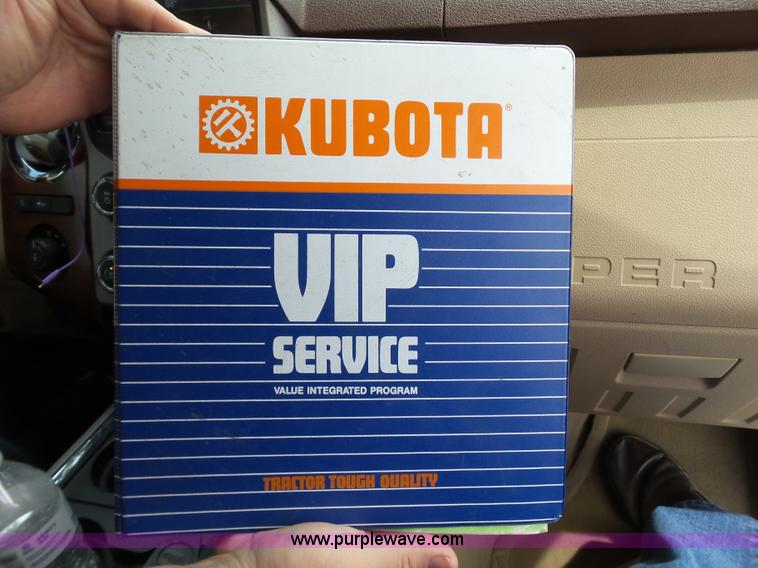 KUBOTA®
VIP
SERVICE
VALUE INTEGRATED PROGRAM
TRACTOR TOUGH QUALITY
PER
www.purplewave.com